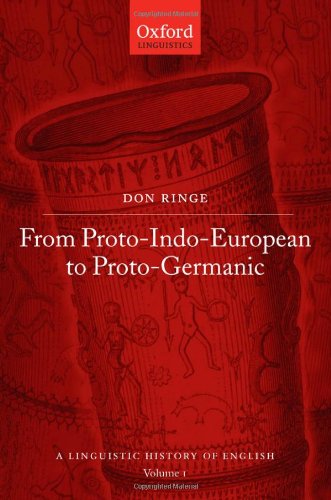 Oxford
LINGUISTICS
DON RINGE
From Proto-Indo-European
to Proto-Germanic
A LINGUISTIC HISTORY OF ENGLISH
Volume 1